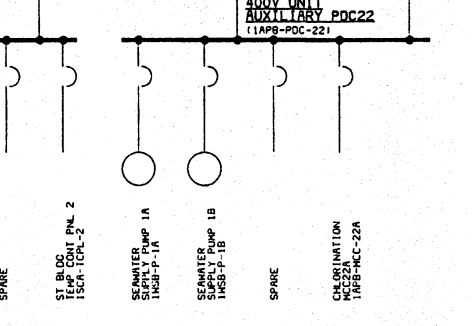 400V UNIT
AUXILIARY PDC22
(1APB-PDC-22)
SPARE
ST BLDG
TEMP CONT PNL 2
1SCA-TCPL-2
SEAWATER
SUPPLY PUMP 1A
1WSB-P-1A
SEAWATER
SUPPLY PUMP 1B
1WSB-P-1B
SPARE
CHLORINATION
MCC22A
1APB-MCC-22A